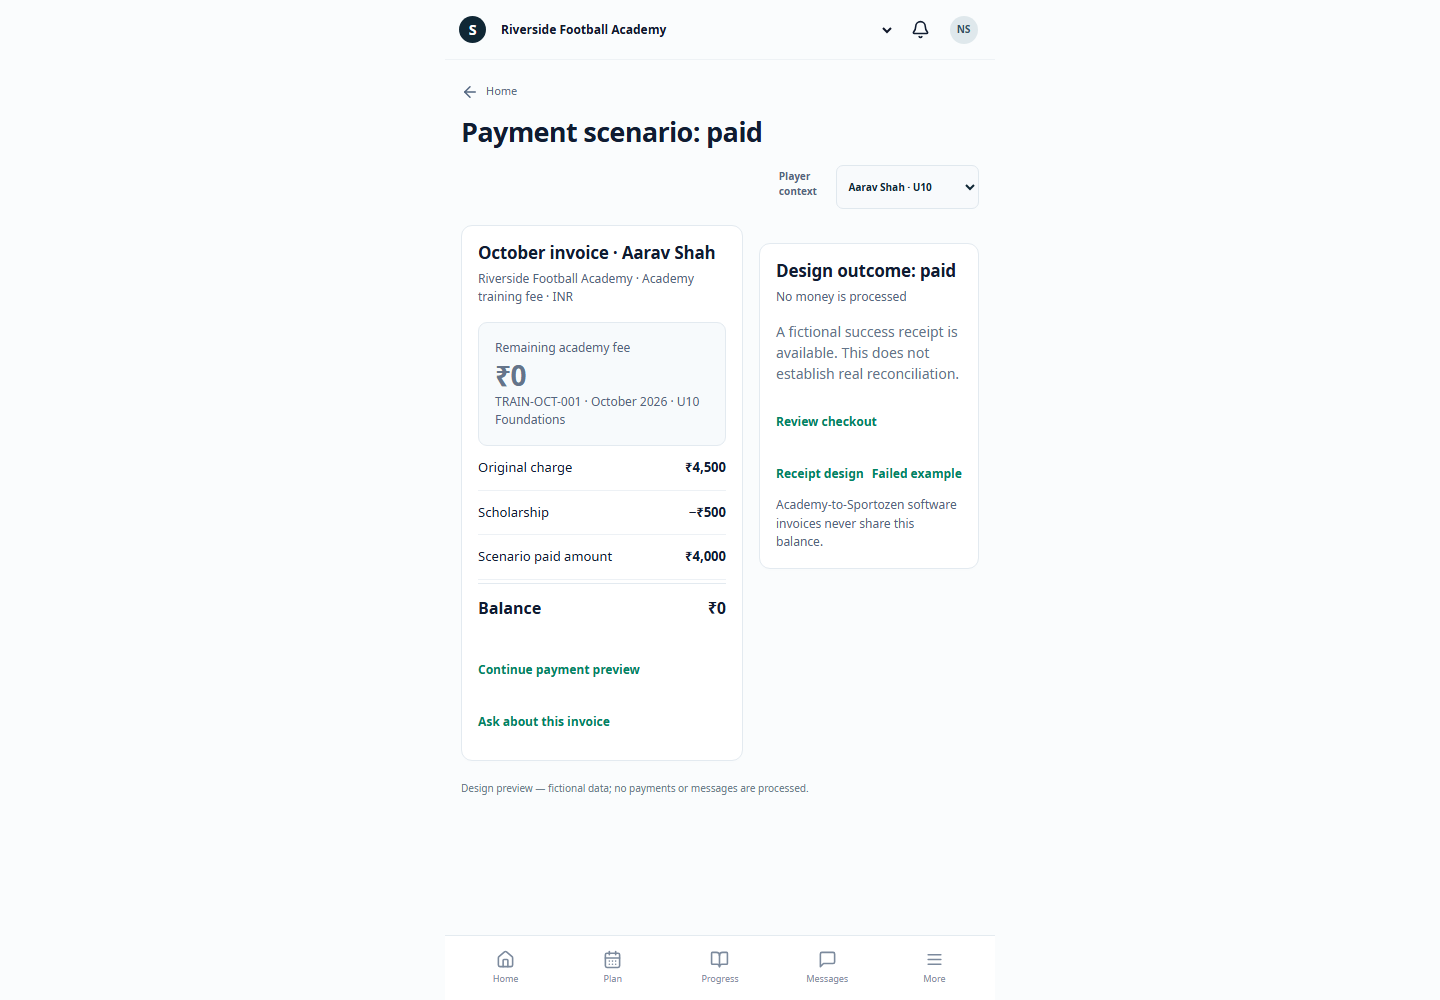 S
Riverside Football Academy
NS
Home
Payment scenario: paid
Player
context
Aarav Shah · U10
October invoice · Aarav Shah
Riverside Football Academy · Academy
training fee · INR
Remaining academy fee
₹0
TRAIN-OCT-001 · October 2026 · U10
Foundations
Original charge ₹4,500
Scholarship −₹500
Scenario paid amount ₹4,000
Balance ₹0
Continue payment preview
Ask about this invoice
Design outcome: paid
No money is processed
A fictional success receipt is
available. This does not
establish real reconciliation.
Review checkout
Receipt design Failed example
Academy-to-Sportozen software
invoices never share this
balance.
Design preview — fictional data; no payments or messages are processed.
Home
Plan
Progress
Messages
More